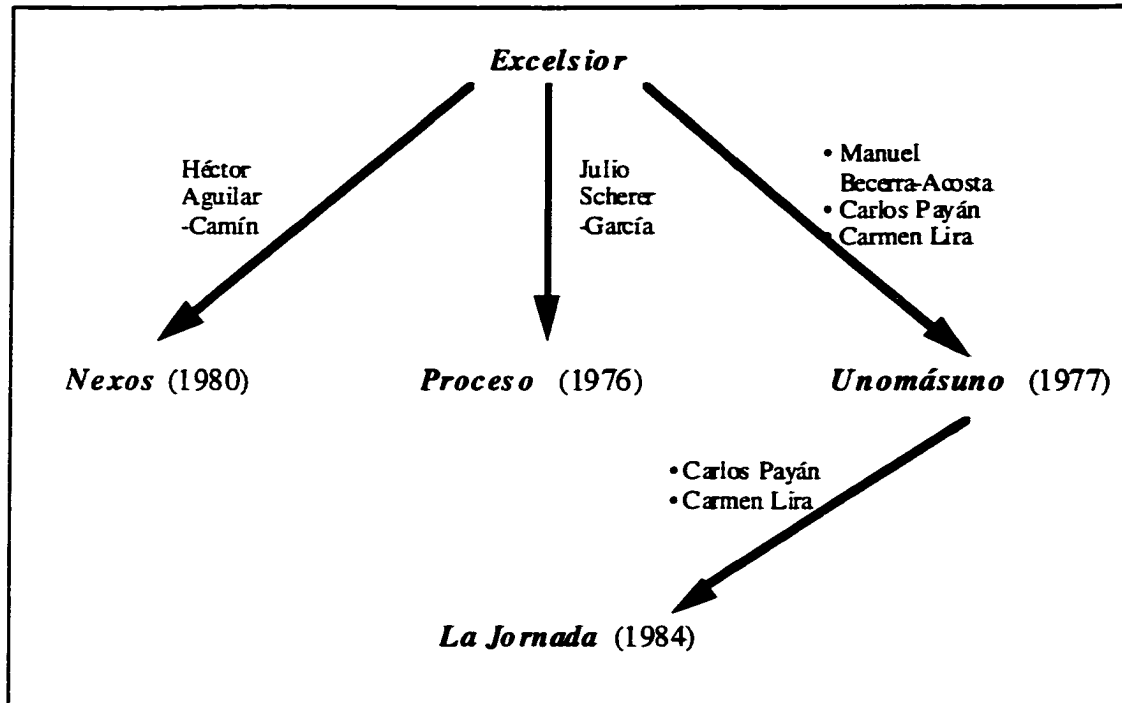 Excelsior
Héctor
Aguilar
-Camín
Julio
Scherer
-García
• Manuel
Becerra-Acosta
• Carlos Payán
• Carmen Lira
Nexos (1980)
Proceso (1976)
Unomásuno (1977)
• Carlos Payán
• Carmen Lira
La Jornada (1984)